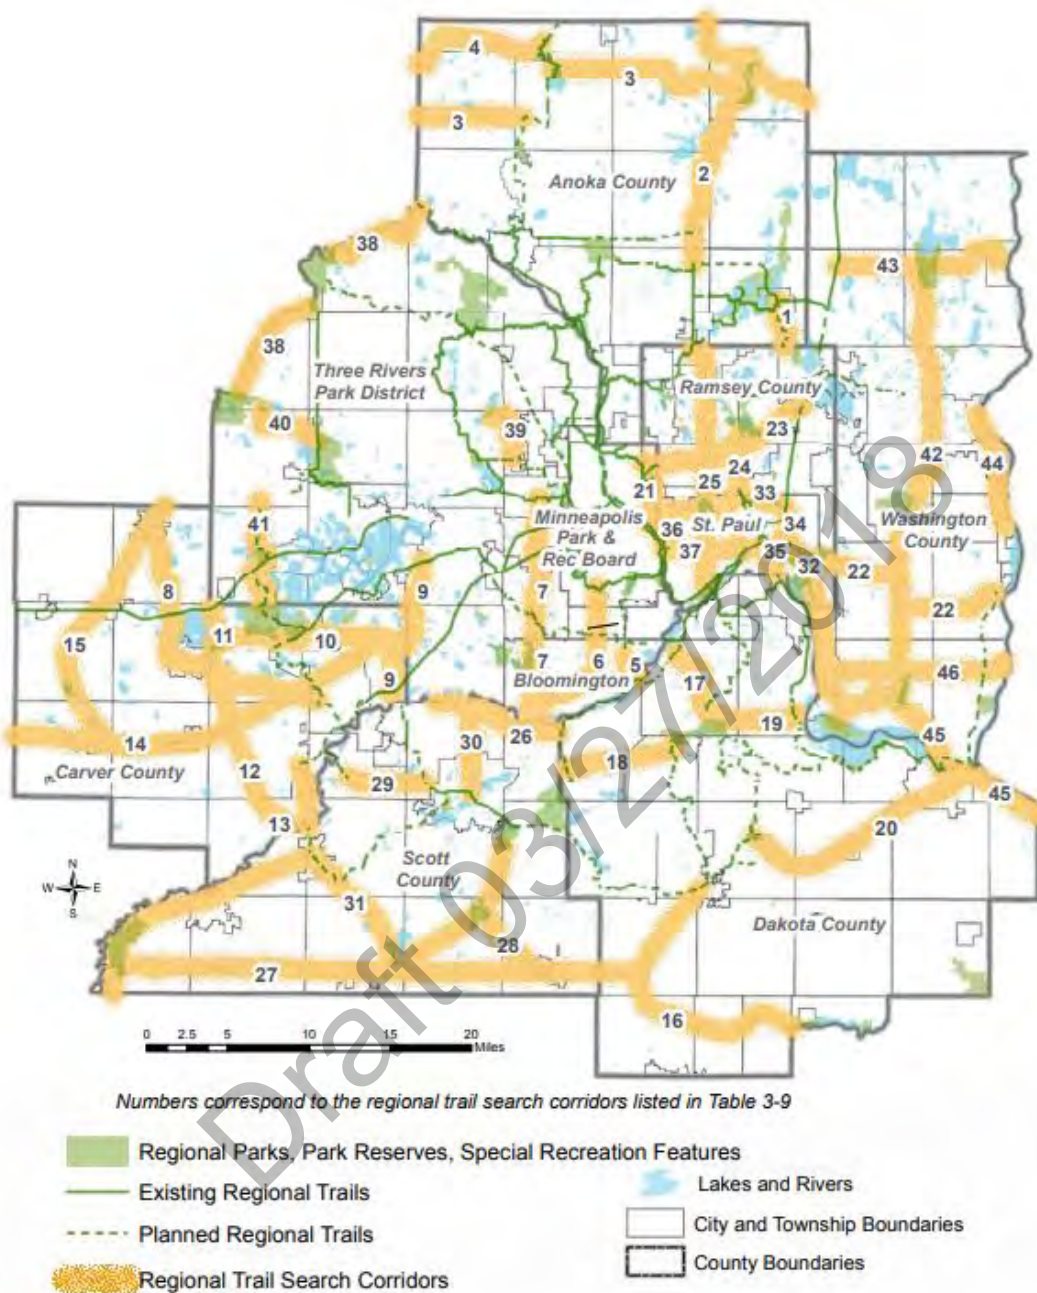 4
3
3
Anoka County
2
38
43
1
38
Three Rivers
Park District
Ramsey County
40
39
23
42
44
24
25
21
33
41
Minneapolis
Park &
Rec Board
36
St. Paul
34
Washington
County
37
35
32
22
8
9
7
22
15
11
10
9
7
6
5
Bloomington
17
46
14
30
26
19
45
Carver County
12
29
18
45
13
20
Scott
County
N
W
E
S
31
28
Dakota County
27
16
0
2.5
5
10
15
20
Miles
Draft 03/27/2018
Numbers correspond to the regional trail search corridors listed in Table 3-9
Regional Parks, Park Reserves, Special Recreation Features
Existing Regional Trails
Planned Regional Trails
Regional Trail Search Corridors
Lakes and Rivers
City and Township Boundaries
County Boundaries